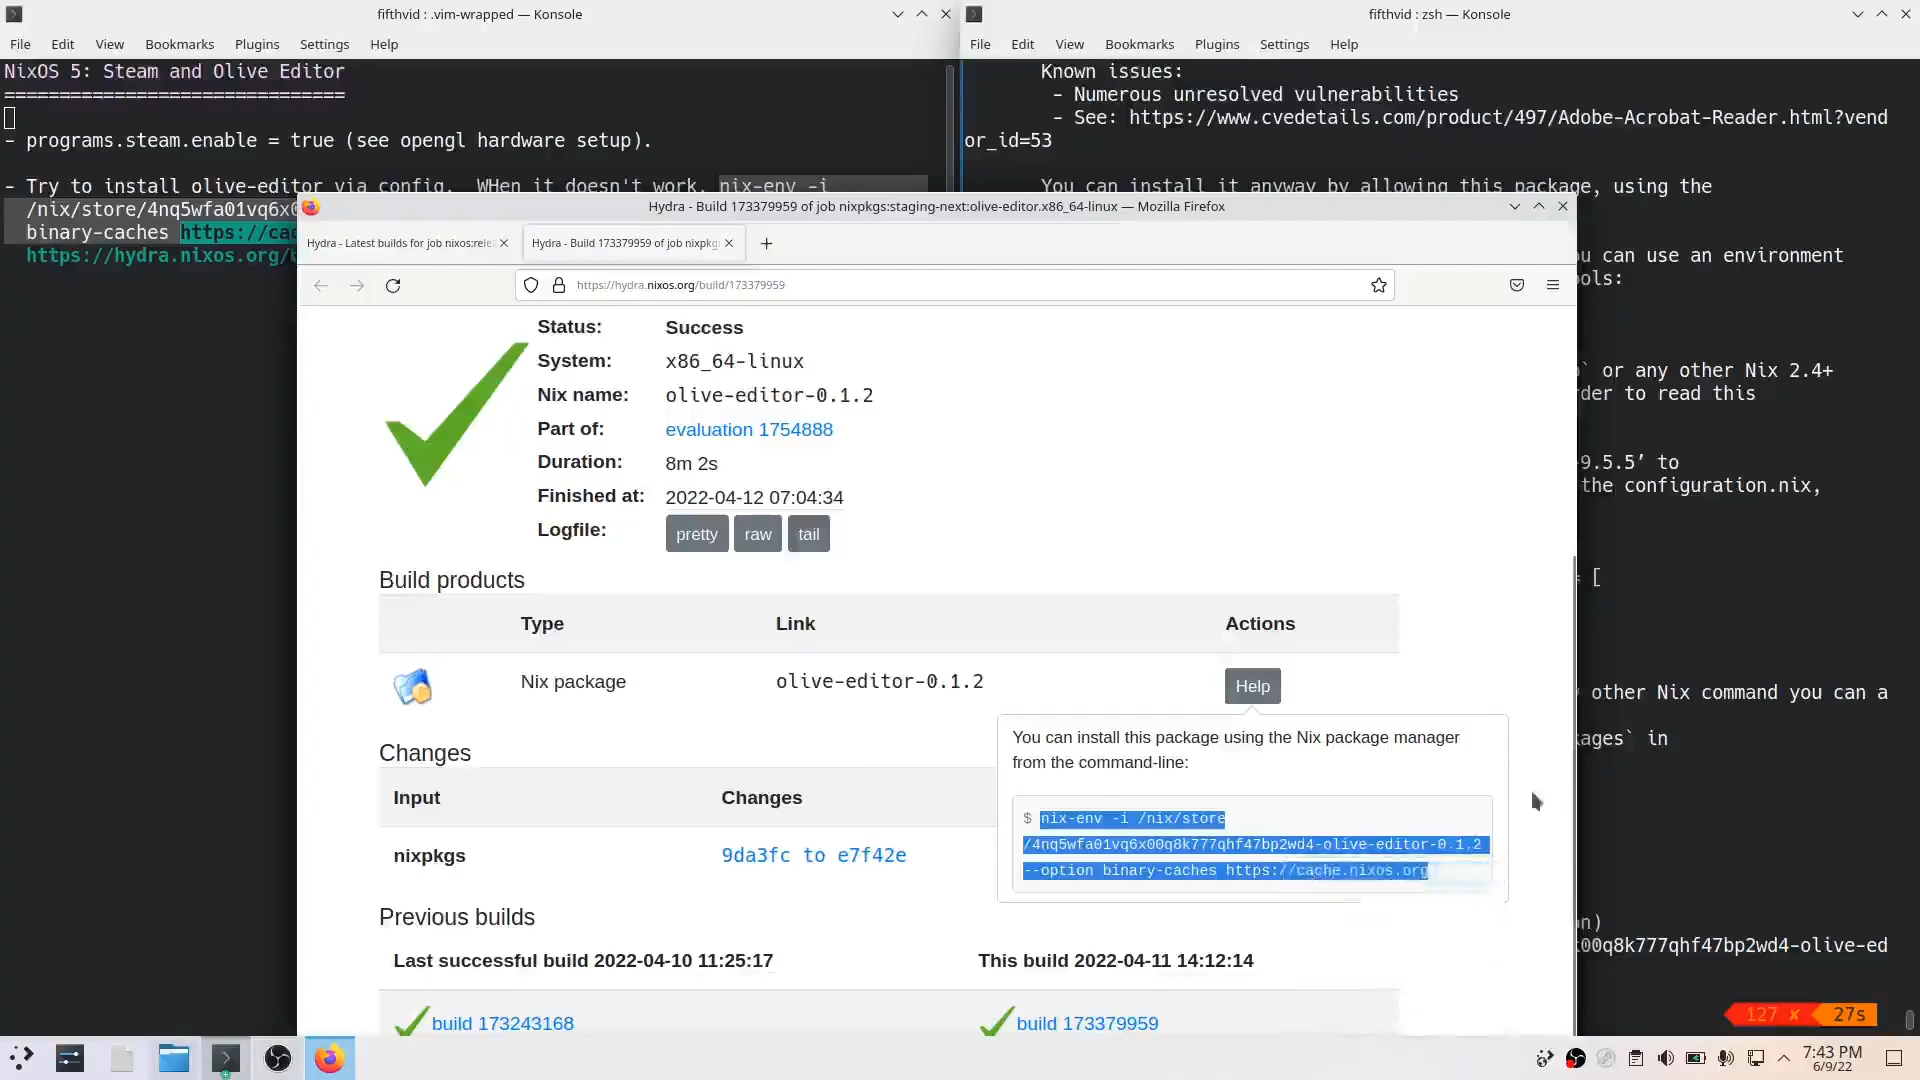 fifthvid : .vim-wrapped — Konsole
File Edit View Bookmarks Plugins Settings Help
NixOS 5: Steam and Olive Editor
===============================
- programs.steam.enable = true (see opengl hardware setup).
- Try to install olive-editor via config. WHen it doesn't work, nix-env -i
/nix/store/4nq5wfa01vq6x0
binary-caches https://cac
https://hydra.nixos.org/b
fifthvid : zsh — Konsole
File Edit View Bookmarks Plugins Settings Help
Known issues:
- Numerous unresolved vulnerabilities
- See: https://www.cvedetails.com/product/497/Adobe-Acrobat-Reader.html?vend
or_id=53
You can install it anyway by allowing this package, using the
u can use an environment
ols:
` or any other Nix 2.4+
der to read this
-9.5.5’ to
the configuration.nix,
= [
other Nix command you can a
kages` in
on)
x00q8k777qhf47bp2wd4-olive-ed
127 ✘ 27s
Hydra - Build 173379959 of job nixpkgs:staging-next:olive-editor.x86_64-linux — Mozilla Firefox
Hydra - Latest builds for job nixos:rele
Hydra - Build 173379959 of job nixpkg
https://hydra.nixos.org/build/173379959
Status: Success
System: x86_64-linux
Nix name: olive-editor-0.1.2
Part of: evaluation 1754888
Duration: 8m 2s
Finished at: 2022-04-12 07:04:34
Logfile: pretty raw tail
Build products
Type Link Actions
Nix package olive-editor-0.1.2 Help
You can install this package using the Nix package manager
from the command-line:
$ nix-env -i /nix/store
/4nq5wfa01vq6x00q8k777qhf47bp2wd4-olive-editor-0.1.2
--option binary-caches https://cache.nixos.org
Changes
Input Changes
nixpkgs 9da3fc to e7f42e
Previous builds
Last successful build 2022-04-10 11:25:17 This build 2022-04-11 14:12:14
build 173243168 build 173379959
7:43 PM
6/9/22